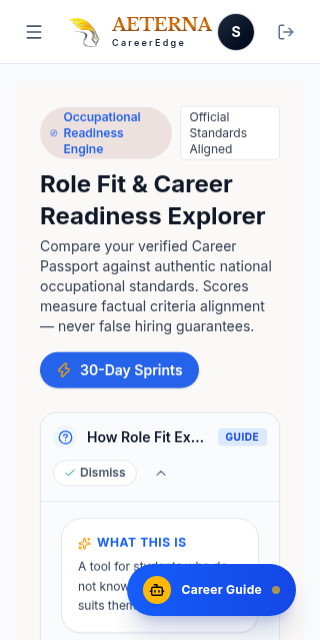 AETERNA
CareerEdge
S
Occupational
Readiness
Engine
Official
Standards
Aligned
Role Fit & Career
Readiness Explorer
Compare your verified Career
Passport against authentic national
occupational standards. Scores
measure factual criteria alignment
— never false hiring guarantees.
30-Day Sprints
How Role Fit Ex...
GUIDE
Dismiss
WHAT THIS IS
A tool for students who do
not know
suits them
Career Guide